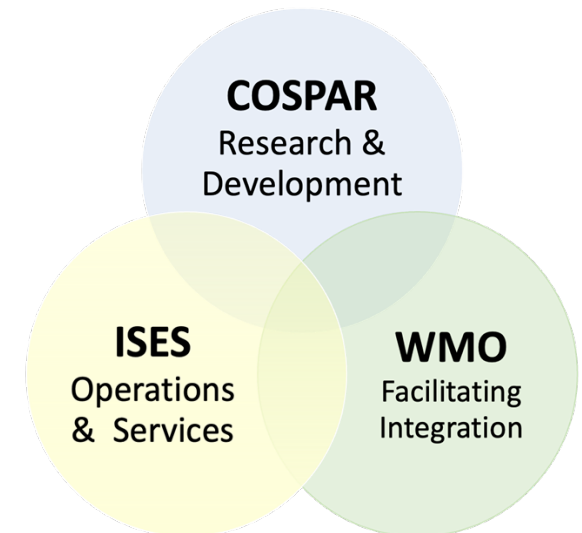 COSPAR
Research &
Development
ISES
Operations
& Services
WMO
Facilitating
Integration